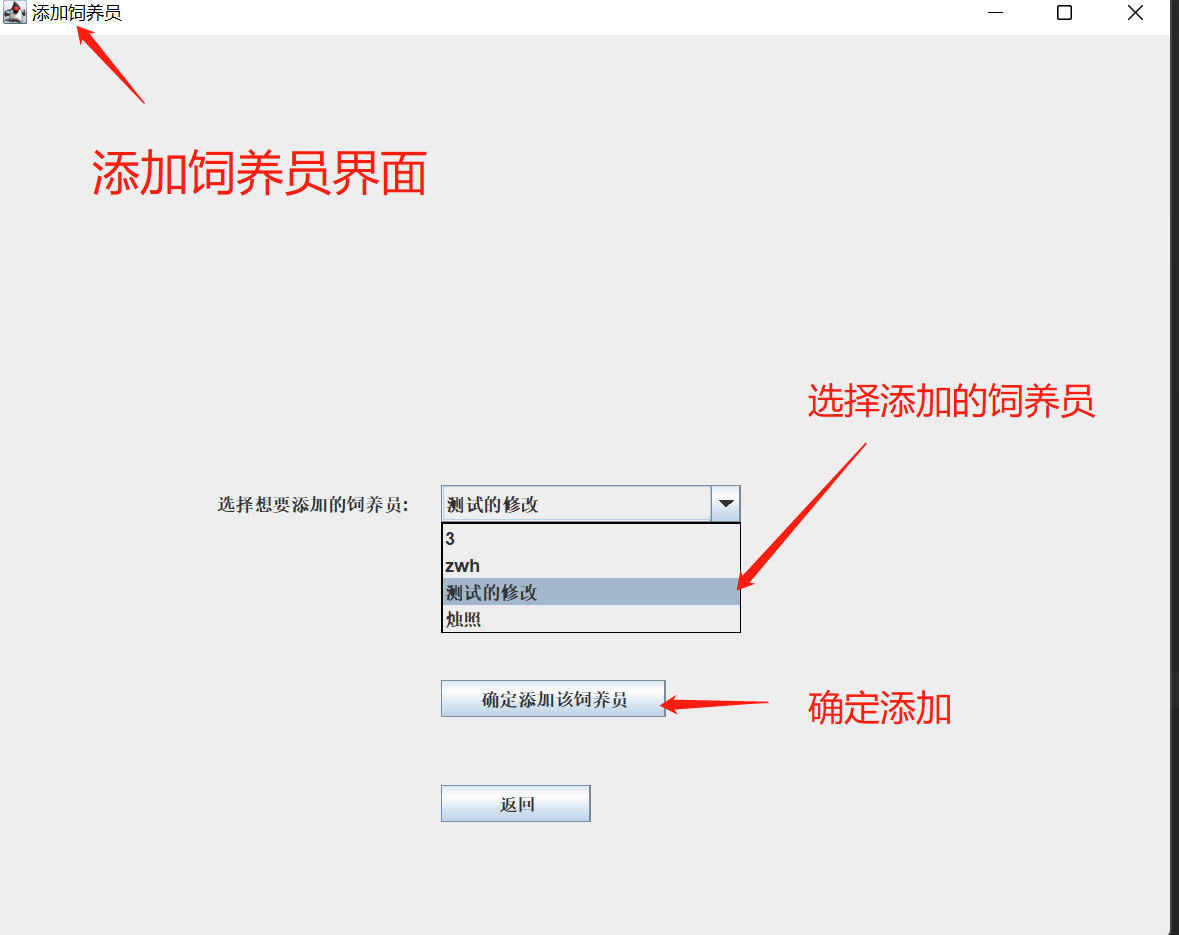 添加饲养员
添加饲养员界面
选择添加的饲养员
选择想要添加的饲养员:
测试的修改
3
zwh
测试的修改
烛照
确定添加该饲养员
确定添加
返回